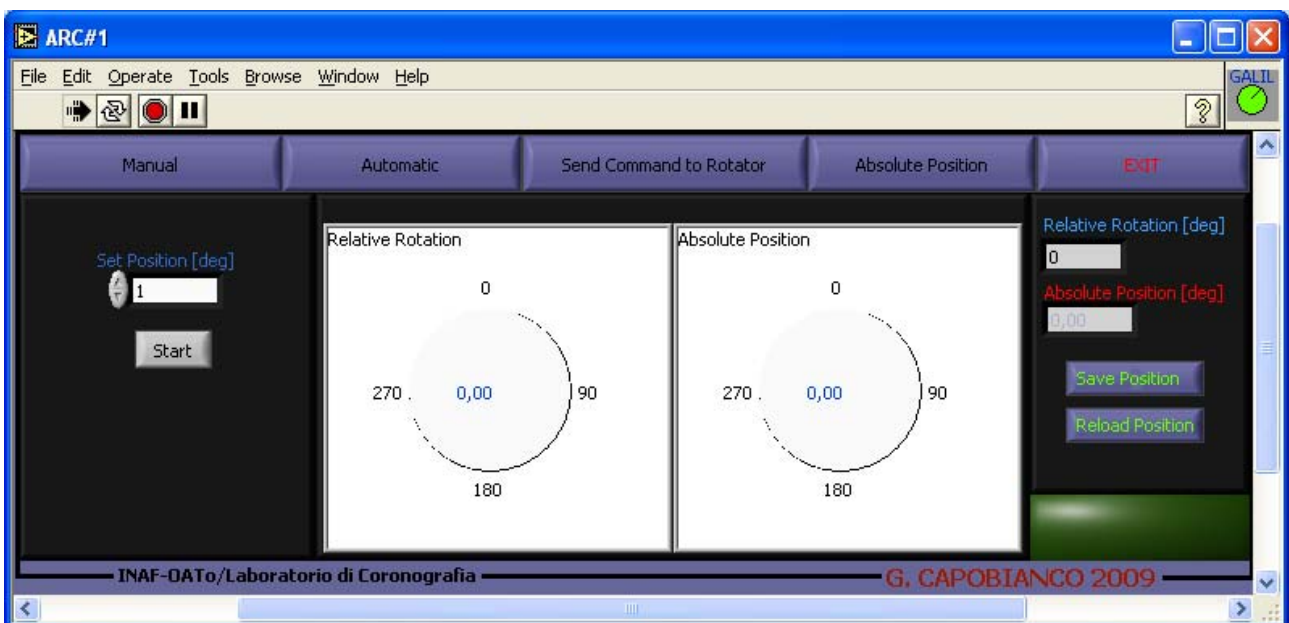 ARC#1
File Edit Operate Tools Browse Window Help
GALIL
?
Manual Automatic Send Command to Rotator Absolute Position EXIT
Set Position [deg]
1
Start
Relative Rotation
0
270 . 0,00 90
180
Absolute Position
0
270 . 0,00 90
180
Relative Rotation [deg]
0
Absolute Position [deg]
0,00
Save Position
Reload Position
INAF-OATo/Laboratorio di Coronografia
G. CAPOBIANCO 2009